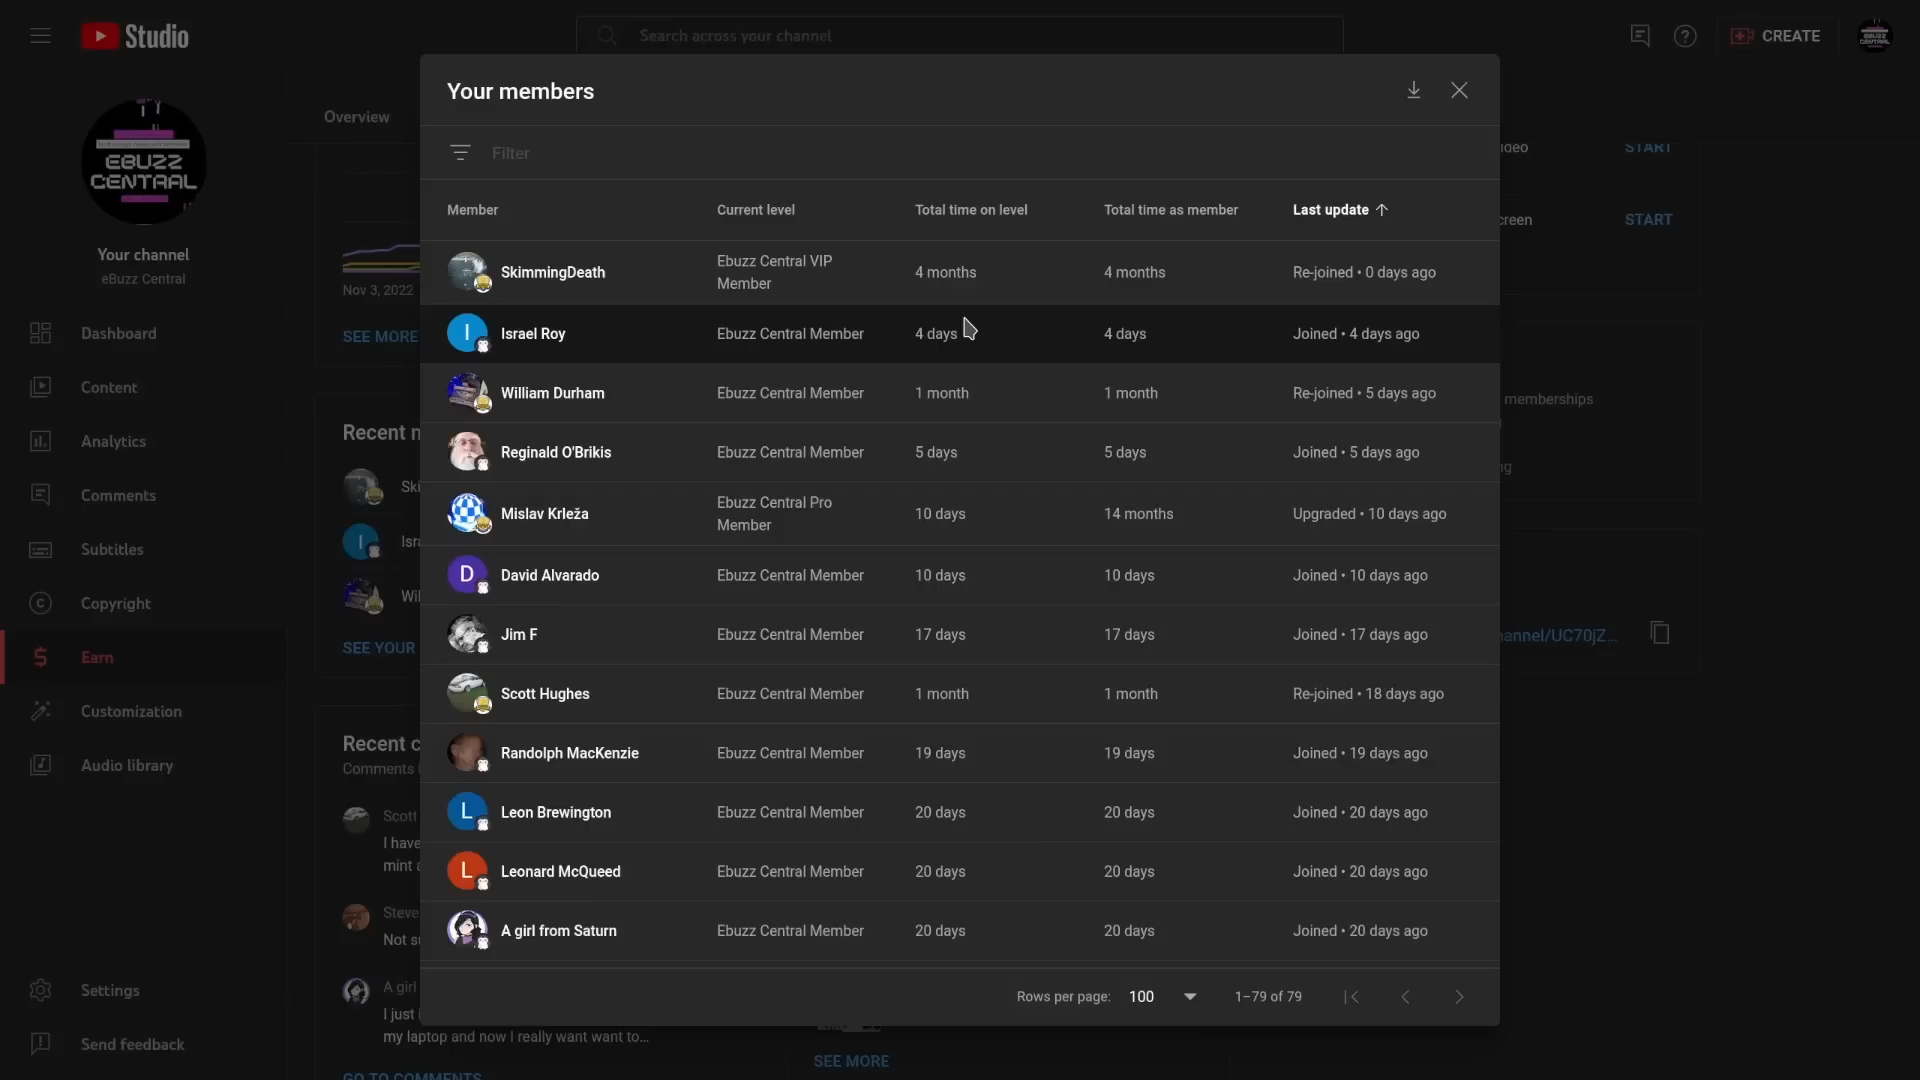 Studio
Search across your channel
CREATE
EBUZZ
CENTRAL
Your channel
eBuzz Central
Dashboard
Content
Analytics
Comments
Subtitles
Copyright
Earn
Customization
Audio library
Settings
Send feedback
Overview
Nov 3, 2022
SEE MORE
Recent
SEE YOUR
Recent
Comments
Scott
I have
mint
Steve
Not
A girl
I just
my laptop and now I really want want to...
GO TO COMMENTS
SEE MORE
START
START
memberships
annel/UC70jZ...
Your members
Filter
Member Current level Total time on level Total time as member Last update
SkimmingDeath Ebuzz Central VIP Member 4 months 4 months Re-joined • 0 days ago
Israel Roy Ebuzz Central Member 4 days 4 days Joined • 4 days ago
William Durham Ebuzz Central Member 1 month 1 month Re-joined • 5 days ago
Reginald O'Brikis Ebuzz Central Member 5 days 5 days Joined • 5 days ago
Mislav Krleža Ebuzz Central Pro Member 10 days 14 months Upgraded • 10 days ago
D David Alvarado Ebuzz Central Member 10 days 10 days Joined • 10 days ago
Jim F Ebuzz Central Member 17 days 17 days Joined • 17 days ago
Scott Hughes Ebuzz Central Member 1 month 1 month Re-joined • 18 days ago
Randolph MacKenzie Ebuzz Central Member 19 days 19 days Joined • 19 days ago
L Leon Brewington Ebuzz Central Member 20 days 20 days Joined • 20 days ago
L Leonard McQueed Ebuzz Central Member 20 days 20 days Joined • 20 days ago
A girl from Saturn Ebuzz Central Member 20 days 20 days Joined • 20 days ago
Rows per page: 100 1–79 of 79